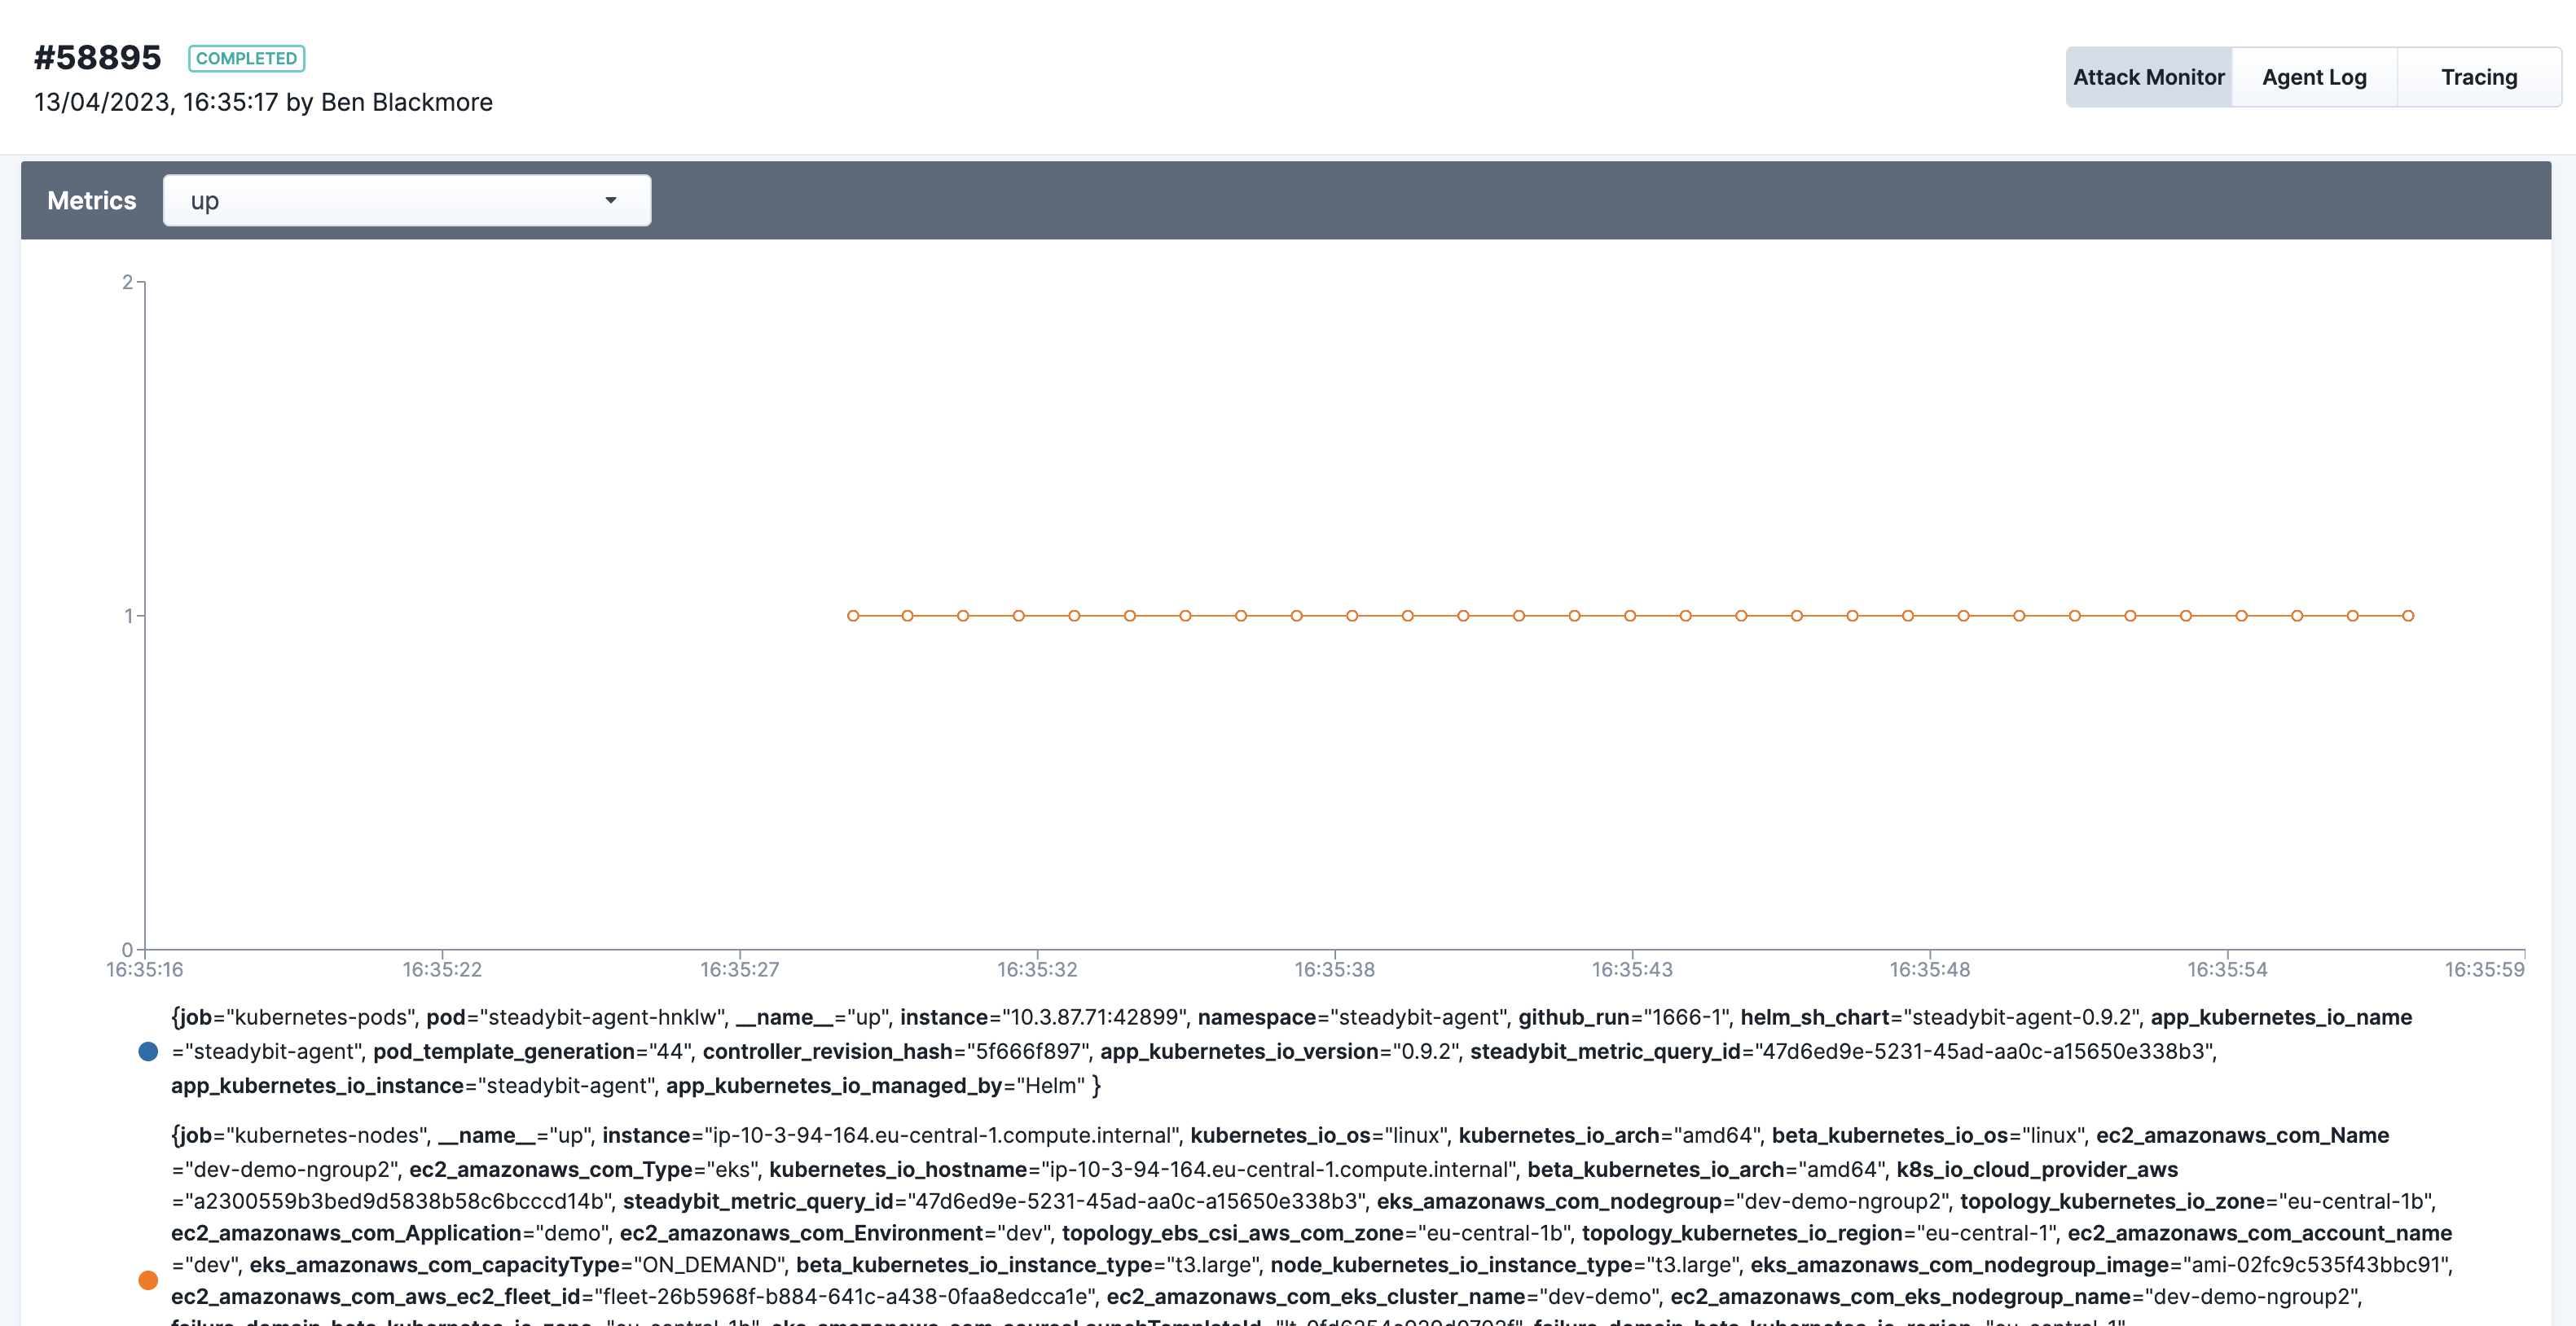 #58895 COMPLETED
13/04/2023, 16:35:17 by Ben Blackmore
Attack Monitor Agent Log Tracing
Metrics up
2
1
0
16:35:16 16:35:22 16:35:27 16:35:32 16:35:38 16:35:43 16:35:48 16:35:54 16:35:59
{job="kubernetes-pods", pod="steadybit-agent-hnklw", __name__="up", instance="10.3.87.71:42899", namespace="steadybit-agent", github_run="1666-1", helm_sh_chart="steadybit-agent-0.9.2", app_kubernetes_io_name
="steadybit-agent", pod_template_generation="44", controller_revision_hash="5f666f897", app_kubernetes_io_version="0.9.2", steadybit_metric_query_id="47d6ed9e-5231-45ad-aa0c-a15650e338b3",
app_kubernetes_io_instance="steadybit-agent", app_kubernetes_io_managed_by="Helm" }
{job="kubernetes-nodes", __name__="up", instance="ip-10-3-94-164.eu-central-1.compute.internal", kubernetes_io_os="linux", kubernetes_io_arch="amd64", beta_kubernetes_io_os="linux", ec2_amazonaws_com_Name
="dev-demo-ngroup2", ec2_amazonaws_com_Type="eks", kubernetes_io_hostname="ip-10-3-94-164.eu-central-1.compute.internal", beta_kubernetes_io_arch="amd64", k8s_io_cloud_provider_aws
="a2300559b3bed9d5838b58c6bcccd14b", steadybit_metric_query_id="47d6ed9e-5231-45ad-aa0c-a15650e338b3", eks_amazonaws_com_nodegroup="dev-demo-ngroup2", topology_kubernetes_io_zone="eu-central-1b",
ec2_amazonaws_com_Application="demo", ec2_amazonaws_com_Environment="dev", topology_ebs_csi_aws_com_zone="eu-central-1b", topology_kubernetes_io_region="eu-central-1", ec2_amazonaws_com_account_name
="dev", eks_amazonaws_com_capacityType="ON_DEMAND", beta_kubernetes_io_instance_type="t3.large", node_kubernetes_io_instance_type="t3.large", eks_amazonaws_com_nodegroup_image="ami-02fc9c535f43bbc91",
ec2_amazonaws_com_aws_ec2_fleet_id="fleet-26b5968f-b884-641c-a438-0faa8edcca1e", ec2_amazonaws_com_eks_cluster_name="dev-demo", ec2_amazonaws_com_eks_nodegroup_name="dev-demo-ngroup2",